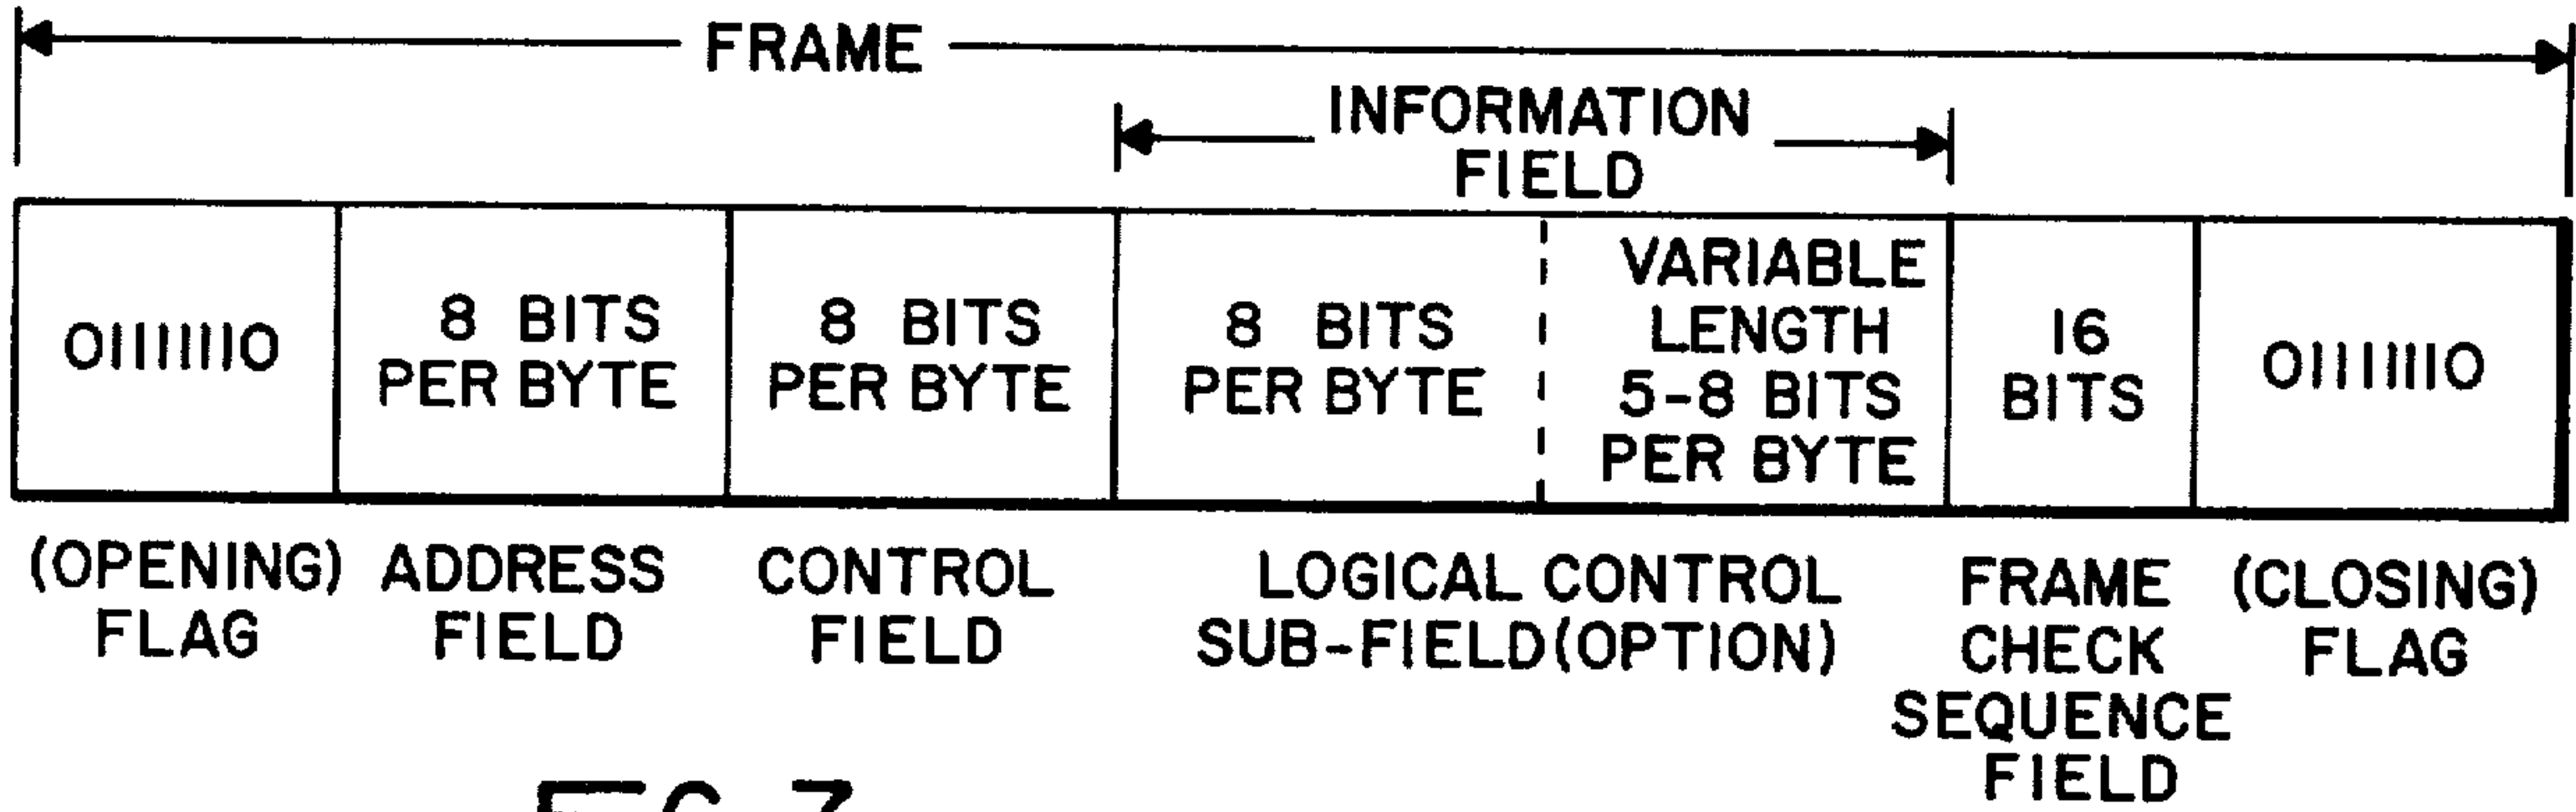 FRAME
INFORMATION
FIELD
01111110
8 BITS
PER BYTE
8 BITS
PER BYTE
8 BITS
PER BYTE
VARIABLE
LENGTH
5-8 BITS
PER BYTE
16
BITS
01111110
(OPENING)
FLAG
ADDRESS
FIELD
CONTROL
FIELD
LOGICAL CONTROL
SUB-FIELD(OPTION)
FRAME
CHECK
SEQUENCE
FIELD
(CLOSING)
FLAG
FIG